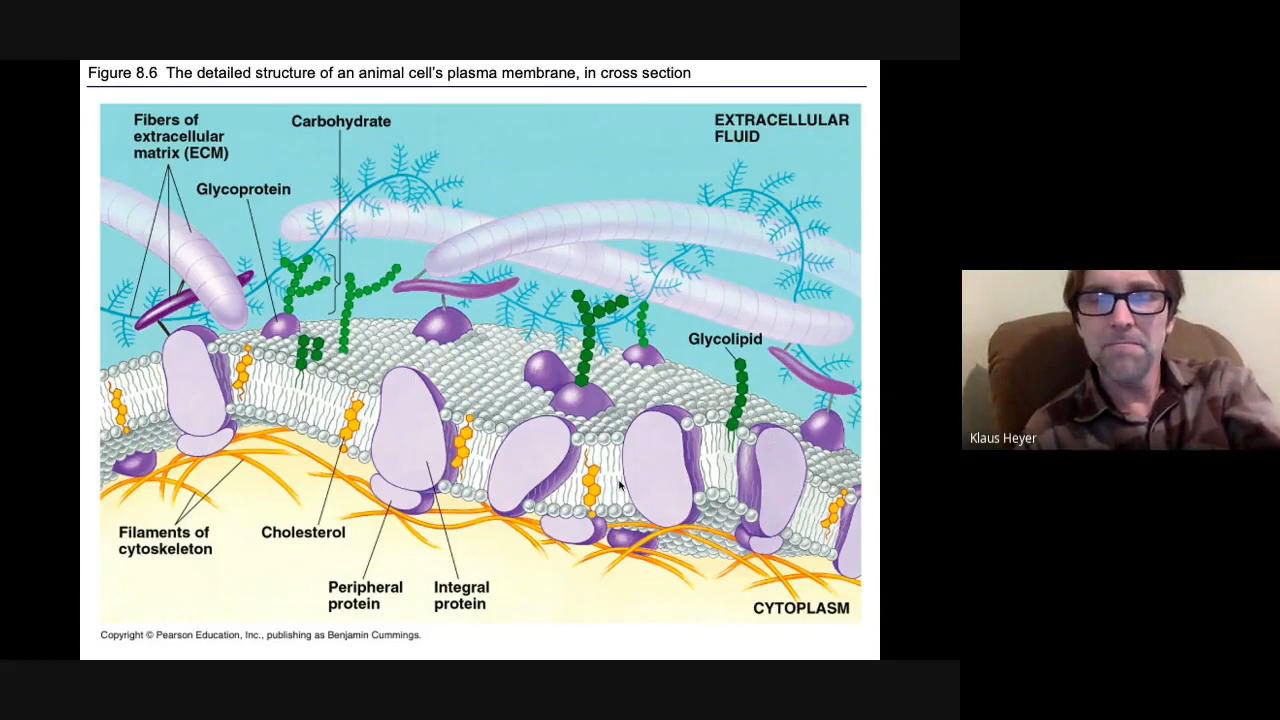 Figure 8.6  The detailed structure of an animal cell's plasma membrane, in cross section
Fibers of
extracellular
matrix (ECM)
Carbohydrate
EXTRACELLULAR
FLUID
Glycoprotein
Glycolipid
Klaus Heyer
Filaments of
cytoskeleton
Cholesterol
Peripheral
protein
Integral
protein
CYTOPLASM
Copyright © Pearson Education, Inc., publishing as Benjamin Cummings.